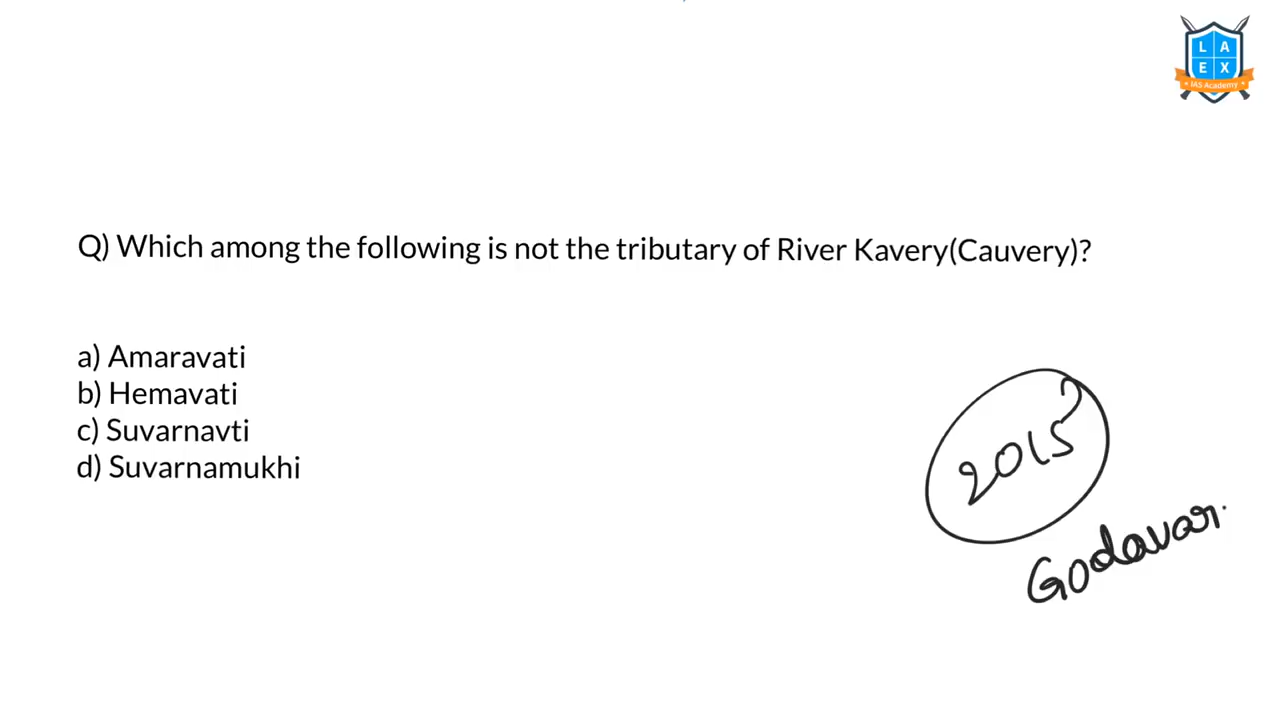 L A
E X
IAS Academy
Q) Which among the following is not the tributary of River Kavery(Cauvery)?
a) Amaravati
b) Hemavati
c) Suvarnavti
d) Suvarnamukhi
2015
Godavar